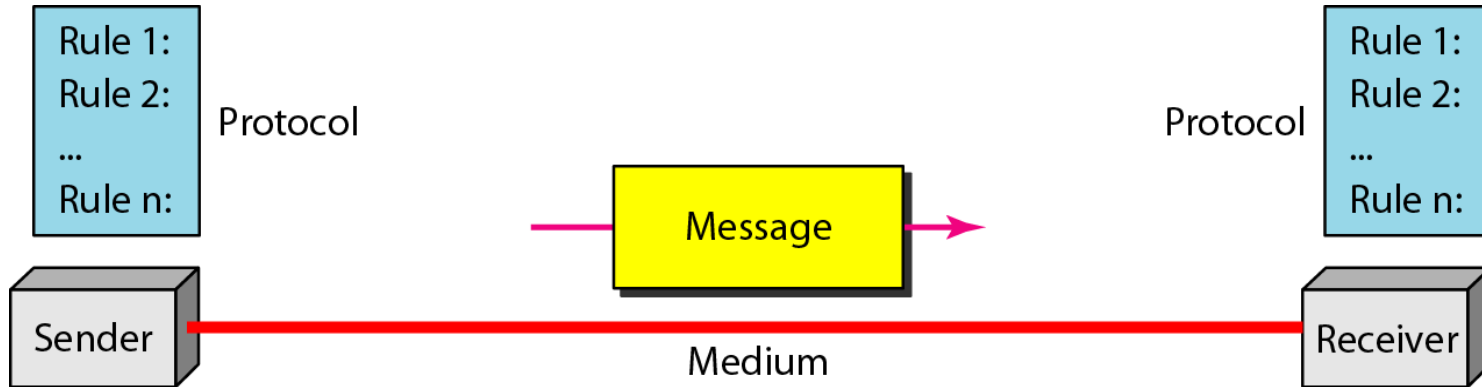 Rule 1:
Rule 2:
...
Rule n:
Protocol
Message
Protocol
Rule 1:
Rule 2:
...
Rule n:
Sender
Medium
Receiver